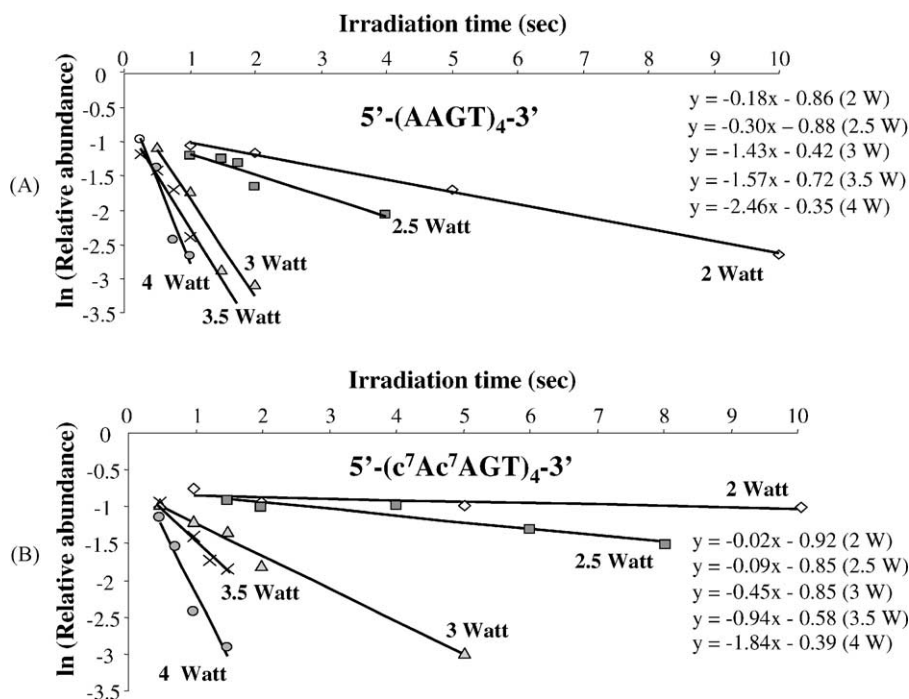 Irradiation time (sec)
0 1 2 3 4 5 6 7 8 9 10
0
-0.5
-1
-1.5
-2
-2.5
-3
-3.5
ln (Relative abundance)
(A)
5’-(AAGT)₄-3’
y = -0.18x - 0.86 (2 W)
y = -0.30x – 0.88 (2.5 W)
y = -1.43x - 0.42 (3 W)
y = -1.57x - 0.72 (3.5 W)
y = -2.46x - 0.35 (4 W)
2.5 Watt
2 Watt
3 Watt
4 Watt
3.5 Watt
Irradiation time (sec)
0 1 2 3 4 5 6 7 8 9 10
0
-0.5
-1
-1.5
-2
-2.5
-3
-3.5
ln (Relative abundance)
(B)
5’-(c⁷Ac⁷AGT)₄-3’
2 Watt
2.5 Watt
3.5 Watt
3 Watt
4 Watt
y = -0.02x - 0.92 (2 W)
y = -0.09x - 0.85 (2.5 W)
y = -0.45x - 0.85 (3 W)
y = -0.94x - 0.58 (3.5 W)
y = -1.84x - 0.39 (4 W)